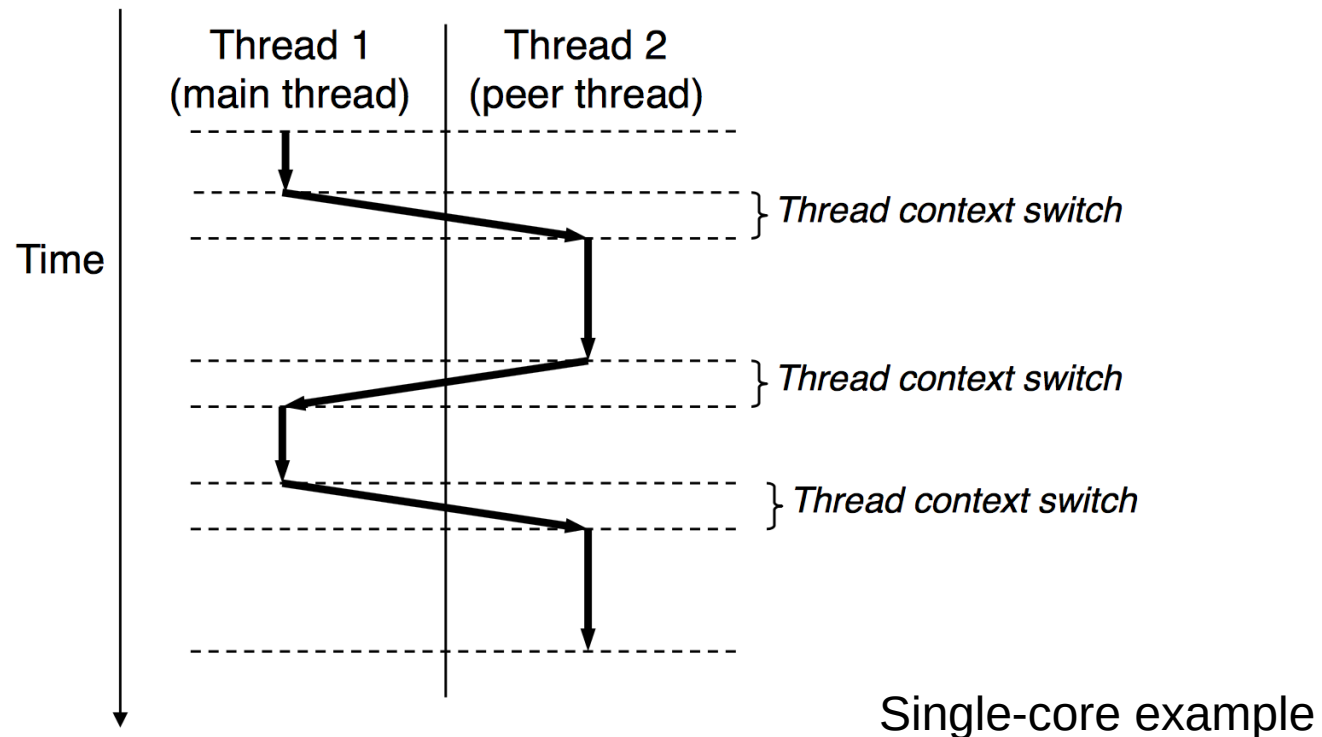 Thread 1
(main thread)
Thread 2
(peer thread)
Thread context switch
Time
Thread context switch
Thread context switch
Single-core example